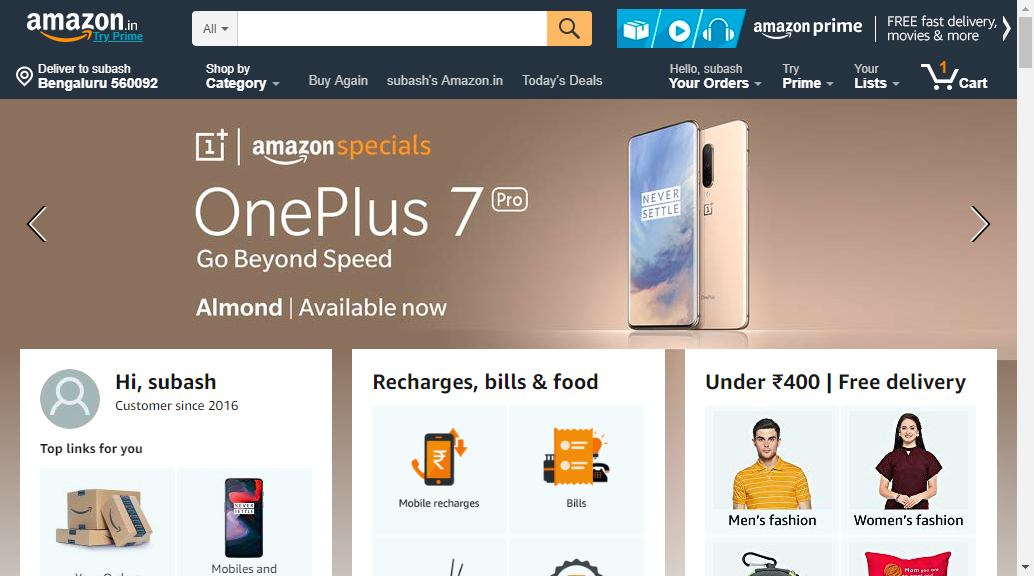 amazon.in
Try Prime
All
amazon prime
FREE fast delivery, movies & more
Deliver to subash
Bengaluru 560092
Shop by
Category
Buy Again
subash's Amazon.in
Today's Deals
Hello, subash
Your Orders
Try
Prime
Your
Lists
1
Cart
1+ | amazonspecials
OnePlus 7 Pro
Go Beyond Speed
Almond | Available now
NEVER
SETTLE
Hi, subash
Customer since 2016
Top links for you
Mobiles and
Recharges, bills & food
Mobile recharges
Bills
Under ₹400 | Free delivery
Men's fashion
Women's fashion